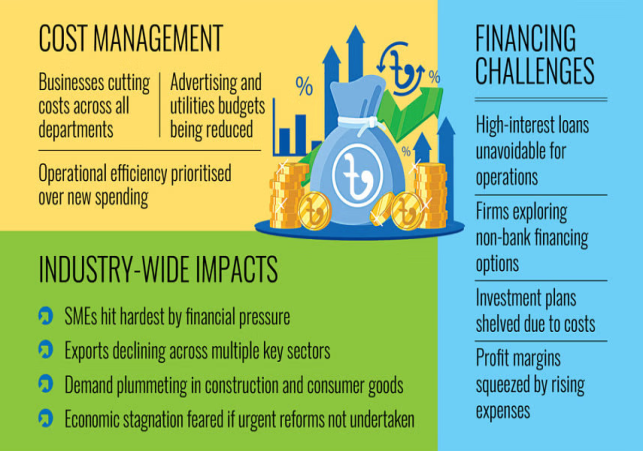 COST MANAGEMENT
Businesses cutting
costs across all
departments
Advertising and
utilities budgets
being reduced
Operational efficiency prioritised
over new spending
%
৳
%
%
৳
৳
৳
FINANCING
CHALLENGES
High-interest loans
unavoidable for
operations
Firms exploring
non-bank financing
options
Investment plans
shelved due to costs
Profit margins
squeezed by rising
expenses
INDUSTRY-WIDE IMPACTS
SMEs hit hardest by financial pressure
Exports declining across multiple key sectors
Demand plummeting in construction and consumer goods
Economic stagnation feared if urgent reforms not undertaken